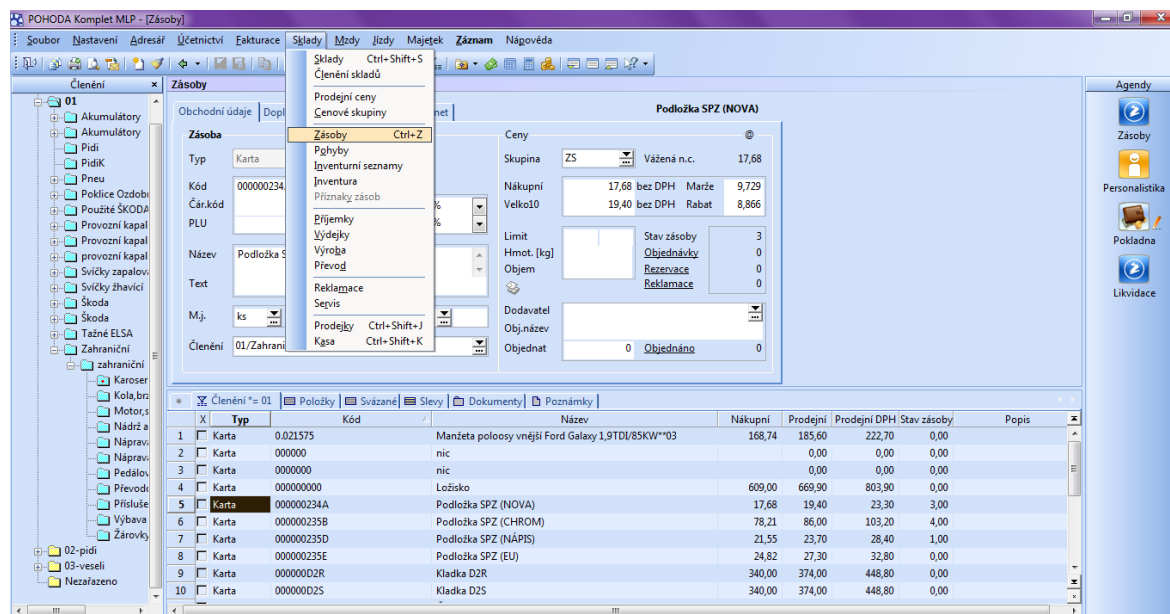 POHODA Komplet MLP - [Zásoby]
Soubor Nastavení Adresář Účetnictví Fakturace Sklady Mzdy Jízdy Majetek Záznam Nápověda
Členění
01
Akumulátory
Akumulátory
Pidi
PidiK
Pneu
Poklice Ozdobn
Použité ŠKODA
Provozní kapal
Provozní kapal
provozní kapal
Svíčky zapalova
Svíčky žhavící
Škoda
Škoda
Tažné ELSA
Zahraniční
zahraniční
Karoser
Kola,brz
Motor,s
Nádrž a
Náprava
Náprava
Pedálov
Převodo
Přísluše
Výbava
Žárovky
02-pidi
03-veseli
Nezařazeno
Zásoby
Obchodní údaje Dopl net
Podložka SPZ (NOVA)
Zásoba
Typ Karta
Kód 000000234
Čár.kód %
PLU %
Název Podložka S
Text
M.j. ks
Členění 01/Zahrani
Sklady Ctrl+Shift+S
Členění skladů
Prodejní ceny
Cenové skupiny
Zásoby Ctrl+Z
Pohyby
Inventurní seznamy
Inventura
Příznaky zásob
Příjemky
Výdejky
Výroba
Převod
Reklamace
Servis
Prodejky Ctrl+Shift+J
Kasa Ctrl+Shift+K
Ceny @
Skupina ZS Vážená n.c. 17,68
Nákupní 17,68 bez DPH Marže 9,729
Velko10 19,40 bez DPH Rabat 8,866
Limit Stav zásoby 3
Hmot. [kg] Objednávky 0
Objem Rezervace 0
Reklamace 0
Dodavatel
Obj.název
Objednat 0 Objednáno 0
* Členění *= 01 Položky Svázané Slevy Dokumenty Poznámky
X Typ Kód Název Nákupní Prodejní Prodejní DPH Stav zásoby Popis
1 Karta 0.021575 Manžeta poloosy vnější Ford Galaxy 1,9TDI/85KW**03 168,74 185,60 222,70 0,00
2 Karta 000000 nic 0,00 0,00 0,00
3 Karta 0000000 nic 0,00 0,00 0,00
4 Karta 000000000 Ložisko 609,00 669,90 803,90 0,00
5 Karta 000000234A Podložka SPZ (NOVA) 17,68 19,40 23,30 3,00
6 Karta 000000235B Podložka SPZ (CHROM) 78,21 86,00 103,20 4,00
7 Karta 000000235D Podložka SPZ (NÁPIS) 21,55 23,70 28,40 1,00
8 Karta 000000235E Podložka SPZ (EU) 24,82 27,30 32,80 0,00
9 Karta 000000D2R Kladka D2R 340,00 374,00 448,80 0,00
10 Karta 000000D2S Kladka D2S 340,00 374,00 448,80 0,00
Agendy
Zásoby
Personalistika
Pokladna
Likvidace